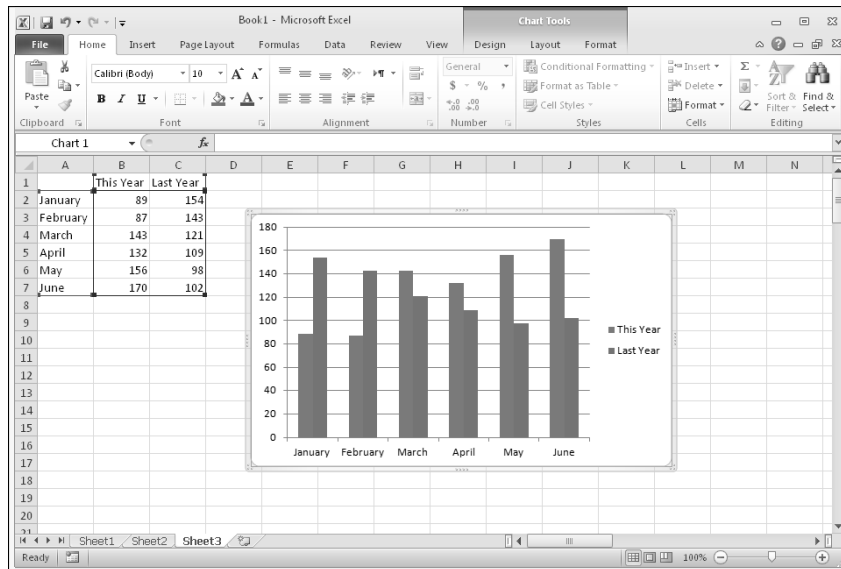 Book1 - Microsoft Excel
Chart Tools
File Home Insert Page Layout Formulas Data Review View Design Layout Format
Paste
Calibri (Body) 10 A A
B I U A
General
$ % ,
.0 .00 .00 .0
Conditional Formatting
Format as Table
Cell Styles
Insert
Delete
Format
Σ
Sort & Filter
Find & Select
Clipboard Font Alignment Number Styles Cells Editing
Chart 1 fx
A B C D E F G H I J K L M N
1 This Year Last Year
2 January 89 154
3 February 87 143
4 March 143 121
5 April 132 109
6 May 156 98
7 June 170 102
8
9
10
11
12
13
14
15
16
17
18
19
20
21
180
160
140
120
100
80
60
40
20
0
January February March April May June
This Year
Last Year
Sheet1 Sheet2 Sheet3
Ready 100%